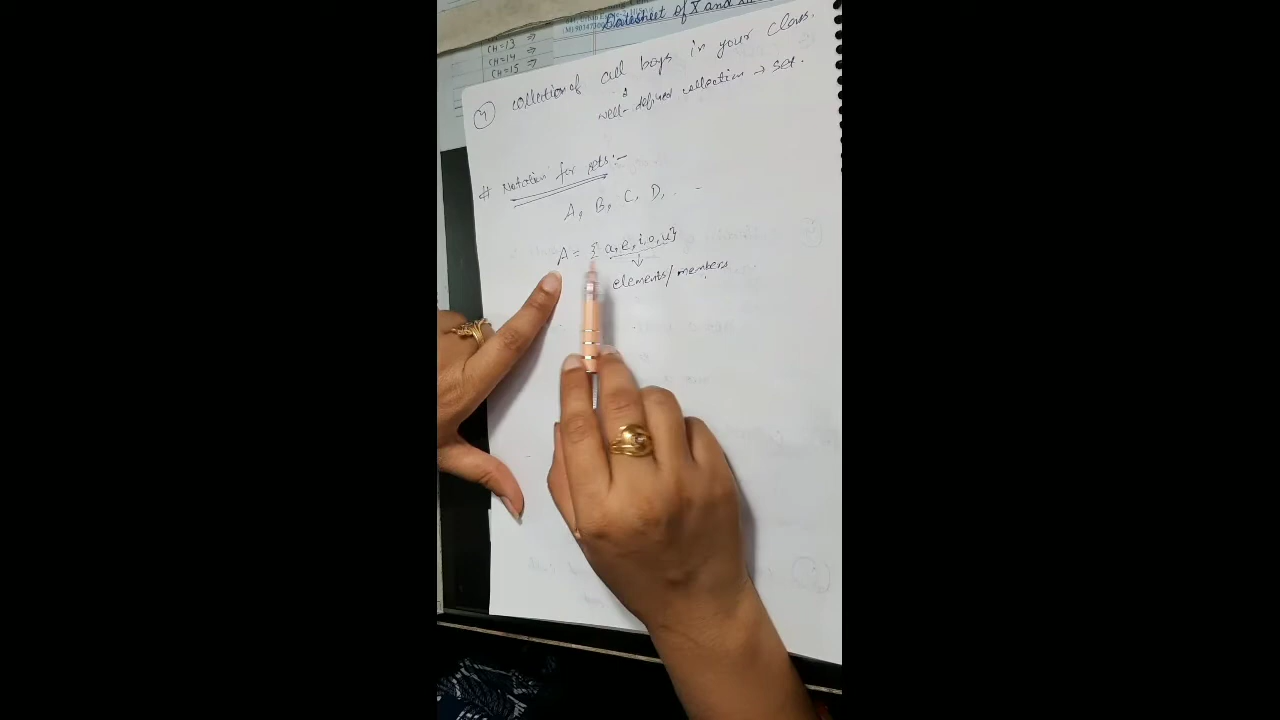 Datesheet of X and
CH=13 ⇒
CH=14 ⇒
CH=15 ⇒
7 collection of all boys in your class.
↓
well-defined collection → set.
# Notation for sets:-
A, B, C, D, . . -
A = { a, e, i, o, u}
↓
elements/members